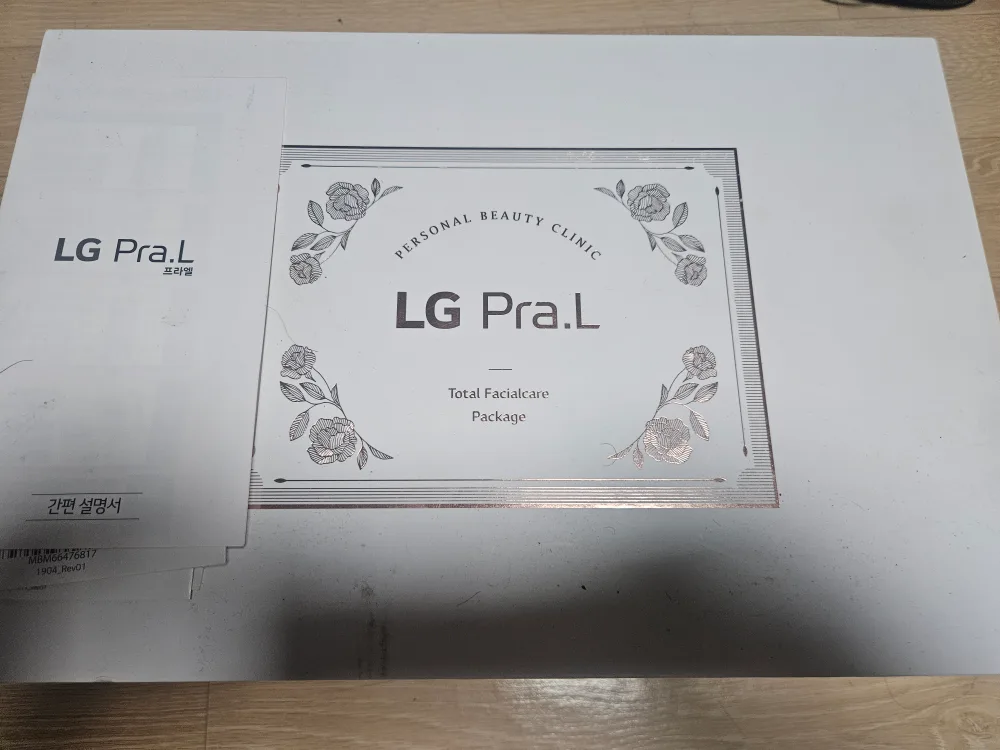 LG Pra.L
프라엘
간편 설명서
MBM66476817
1904_Rev01
PERSONAL BEAUTY CLINIC
LG Pra.L
Total Facialcare
Package